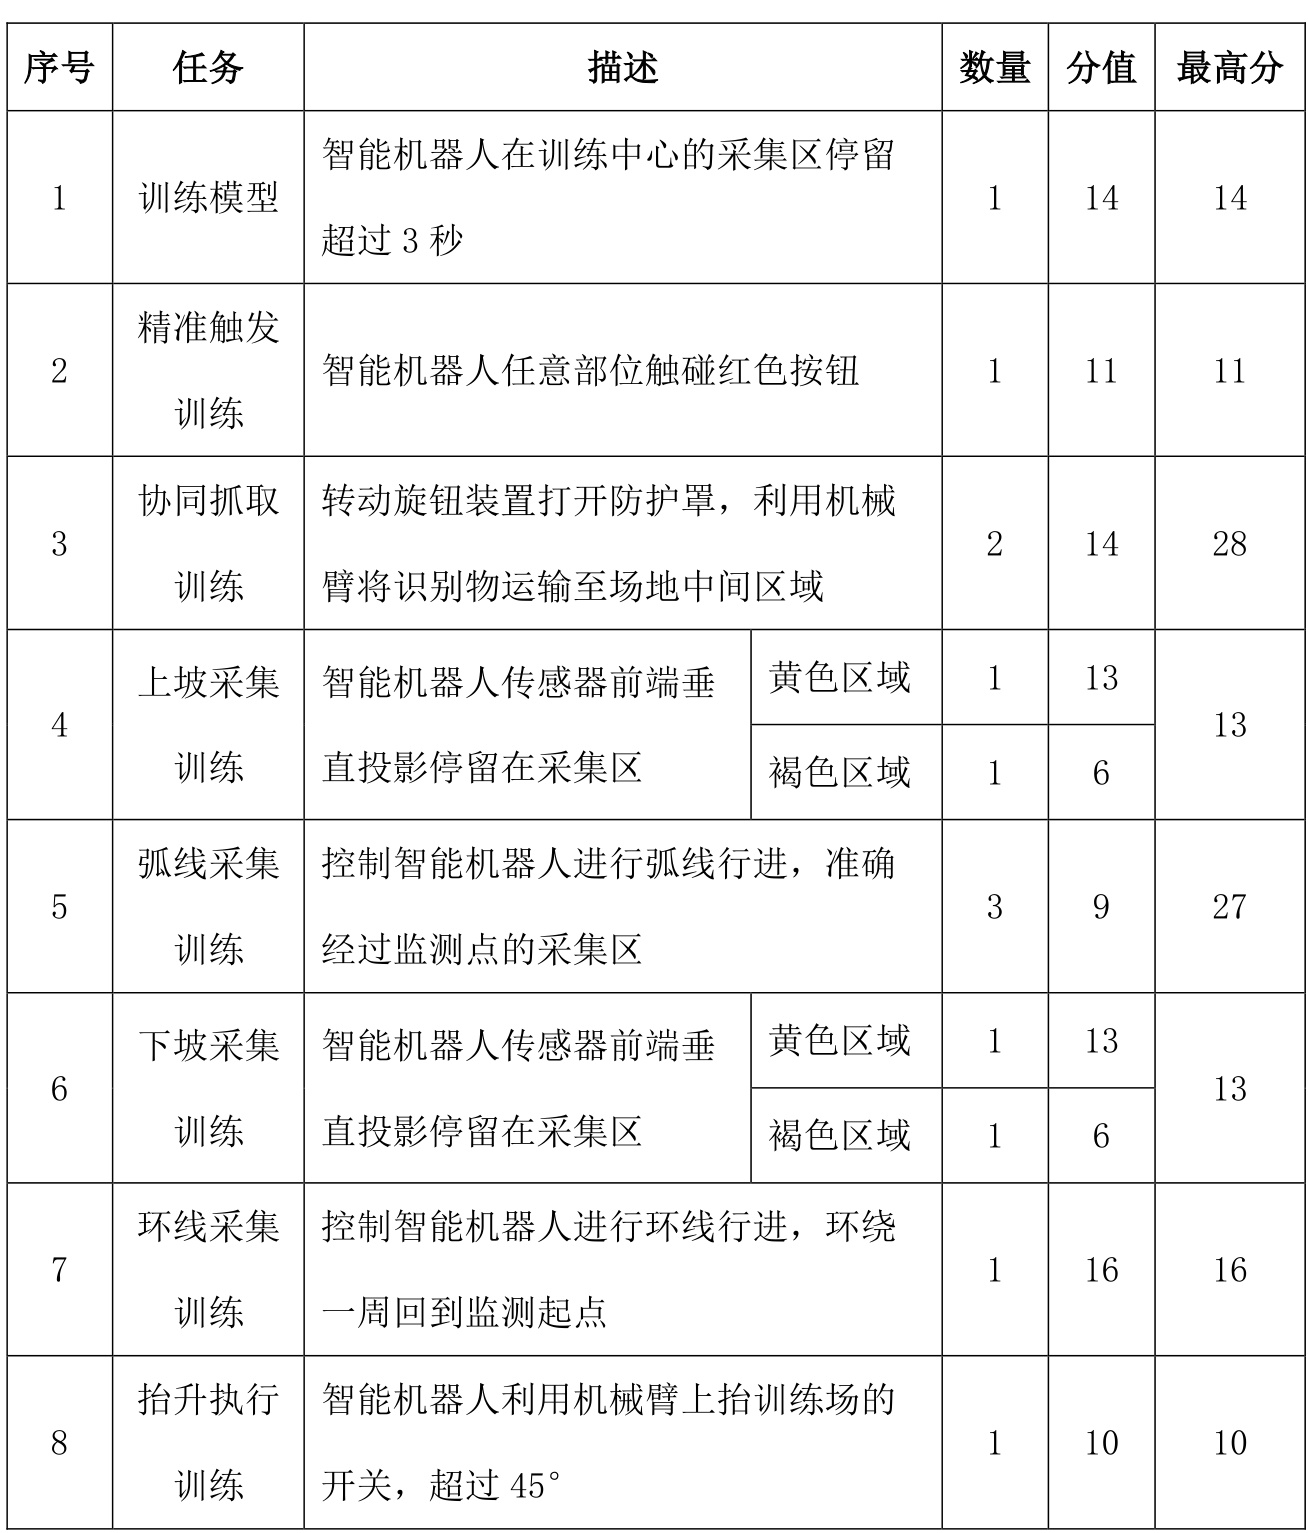 序号 任务 描述 数量 分值 最高分
1 训练模型 智能机器人在训练中心的采集区停留
超过 3 秒 1 14 14
2 精准触发
训练 智能机器人任意部位触碰红色按钮 1 11 11
3 协同抓取
训练 转动旋钮装置打开防护罩，利用机械
臂将识别物运输至场地中间区域 2 14 28
4 上坡采集
训练 智能机器人传感器前端垂
直投影停留在采集区 黄色区域 1 13 13
褐色区域 1 6
5 弧线采集
训练 控制智能机器人进行弧线行进，准确
经过监测点的采集区 3 9 27
6 下坡采集
训练 智能机器人传感器前端垂
直投影停留在采集区 黄色区域 1 13 13
褐色区域 1 6
7 环线采集
训练 控制智能机器人进行环线行进，环绕
一周回到监测起点 1 16 16
8 抬升执行
训练 智能机器人利用机械臂上抬训练场的
开关，超过 45° 1 10 10